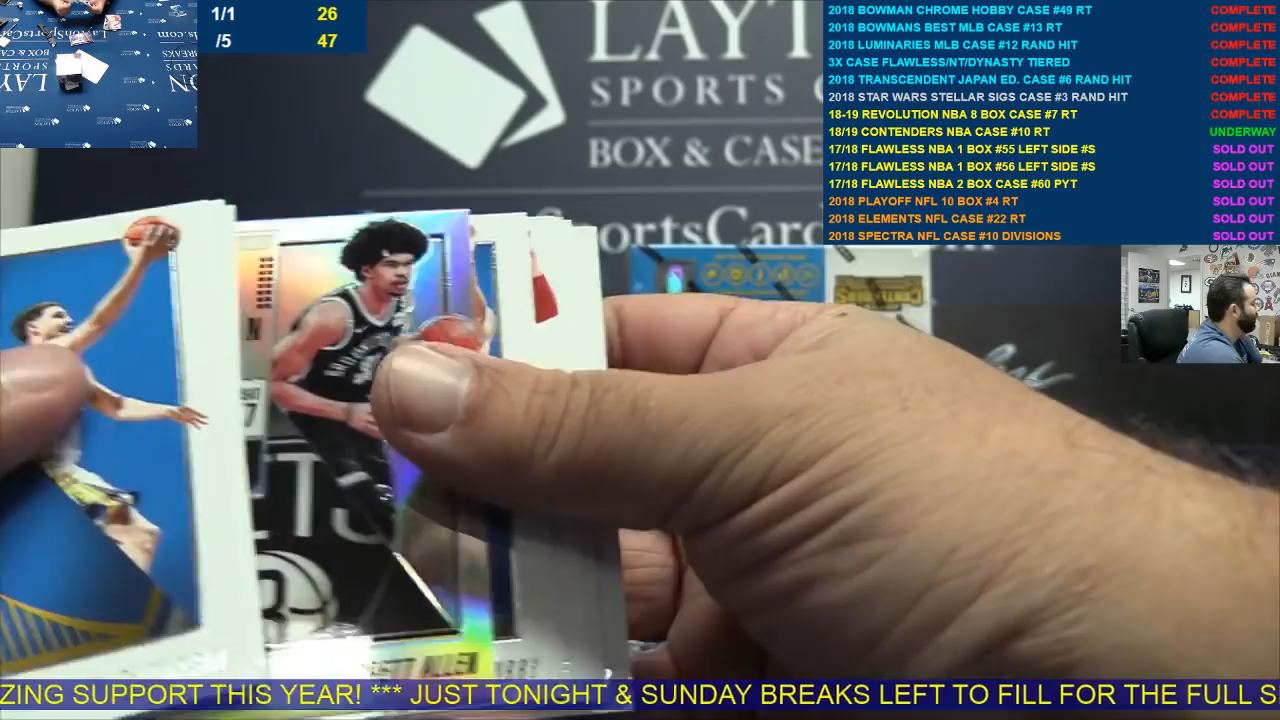 1/1 26
/5 47
LAYT
SPORTS C
BOX & CASE
ortsCard
2018 BOWMAN CHROME HOBBY CASE #49 RT COMPLETE
2018 BOWMANS BEST MLB CASE #13 RT COMPLETE
2018 LUMINARIES MLB CASE #12 RAND HIT COMPLETE
3X CASE FLAWLESS/NT/DYNASTY TIERED COMPLETE
2018 TRANSCENDENT JAPAN ED. CASE #6 RAND HIT COMPLETE
2018 STAR WARS STELLAR SIGS CASE #3 RAND HIT COMPLETE
18-19 REVOLUTION NBA 8 BOX CASE #7 RT COMPLETE
18/19 CONTENDERS NBA CASE #10 RT UNDERWAY
17/18 FLAWLESS NBA 1 BOX #55 LEFT SIDE #S SOLD OUT
17/18 FLAWLESS NBA 1 BOX #56 LEFT SIDE #S SOLD OUT
17/18 FLAWLESS NBA 2 BOX CASE #60 PYT SOLD OUT
2018 PLAYOFF NFL 10 BOX #4 RT SOLD OUT
2018 ELEMENTS NFL CASE #22 RT SOLD OUT
2018 SPECTRA NFL CASE #10 DIVISIONS SOLD OUT
ETT ALLEN
ZING SUPPORT THIS YEAR! *** JUST TONIGHT & SUNDAY BREAKS LEFT TO FILL FOR THE FULL S